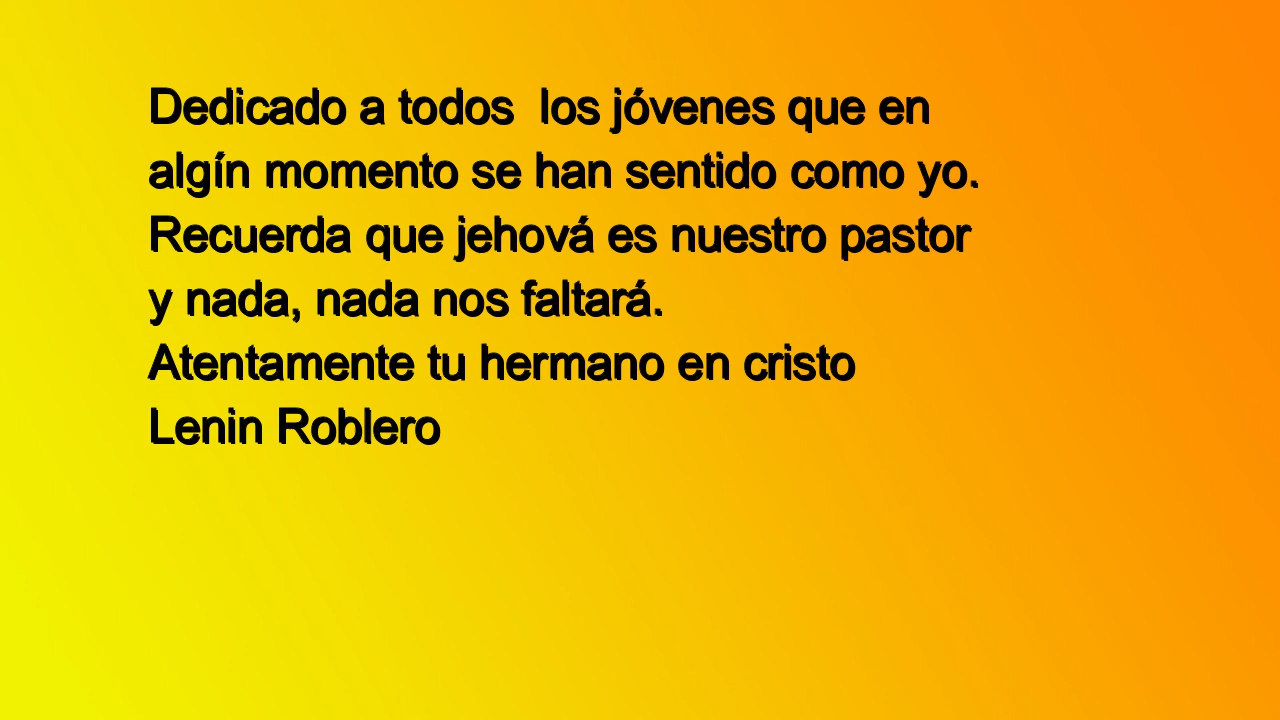 Dedicado a todos  los jóvenes que en
algín momento se han sentido como yo.
Recuerda que jehová es nuestro pastor
y nada, nada nos faltará.
Atentamente tu hermano en cristo
Lenin Roblero